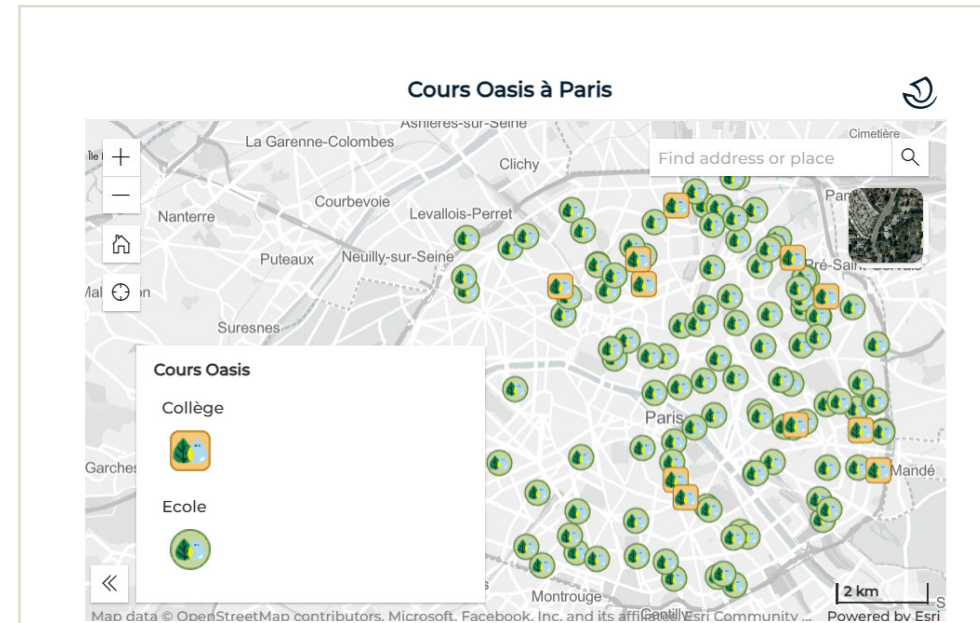 Cours Oasis à Paris
Asnières-sur-Seine
La Garenne-Colombes
Cimetière
Find address or place
Clichy
Courbevoie
Nanterre
Levallois-Perret
Puteaux
Neuilly-sur-Seine
Pré-Saint-Gervais
Suresnes
Cours Oasis
Collège
Paris
Garches
Mandé
Ecole
Montrouge
2 km
Gentilly
Map data © OpenStreetMap contributors, Microsoft, Facebook, Inc. and its affiliates, Esri Community ...
Powered by Esri